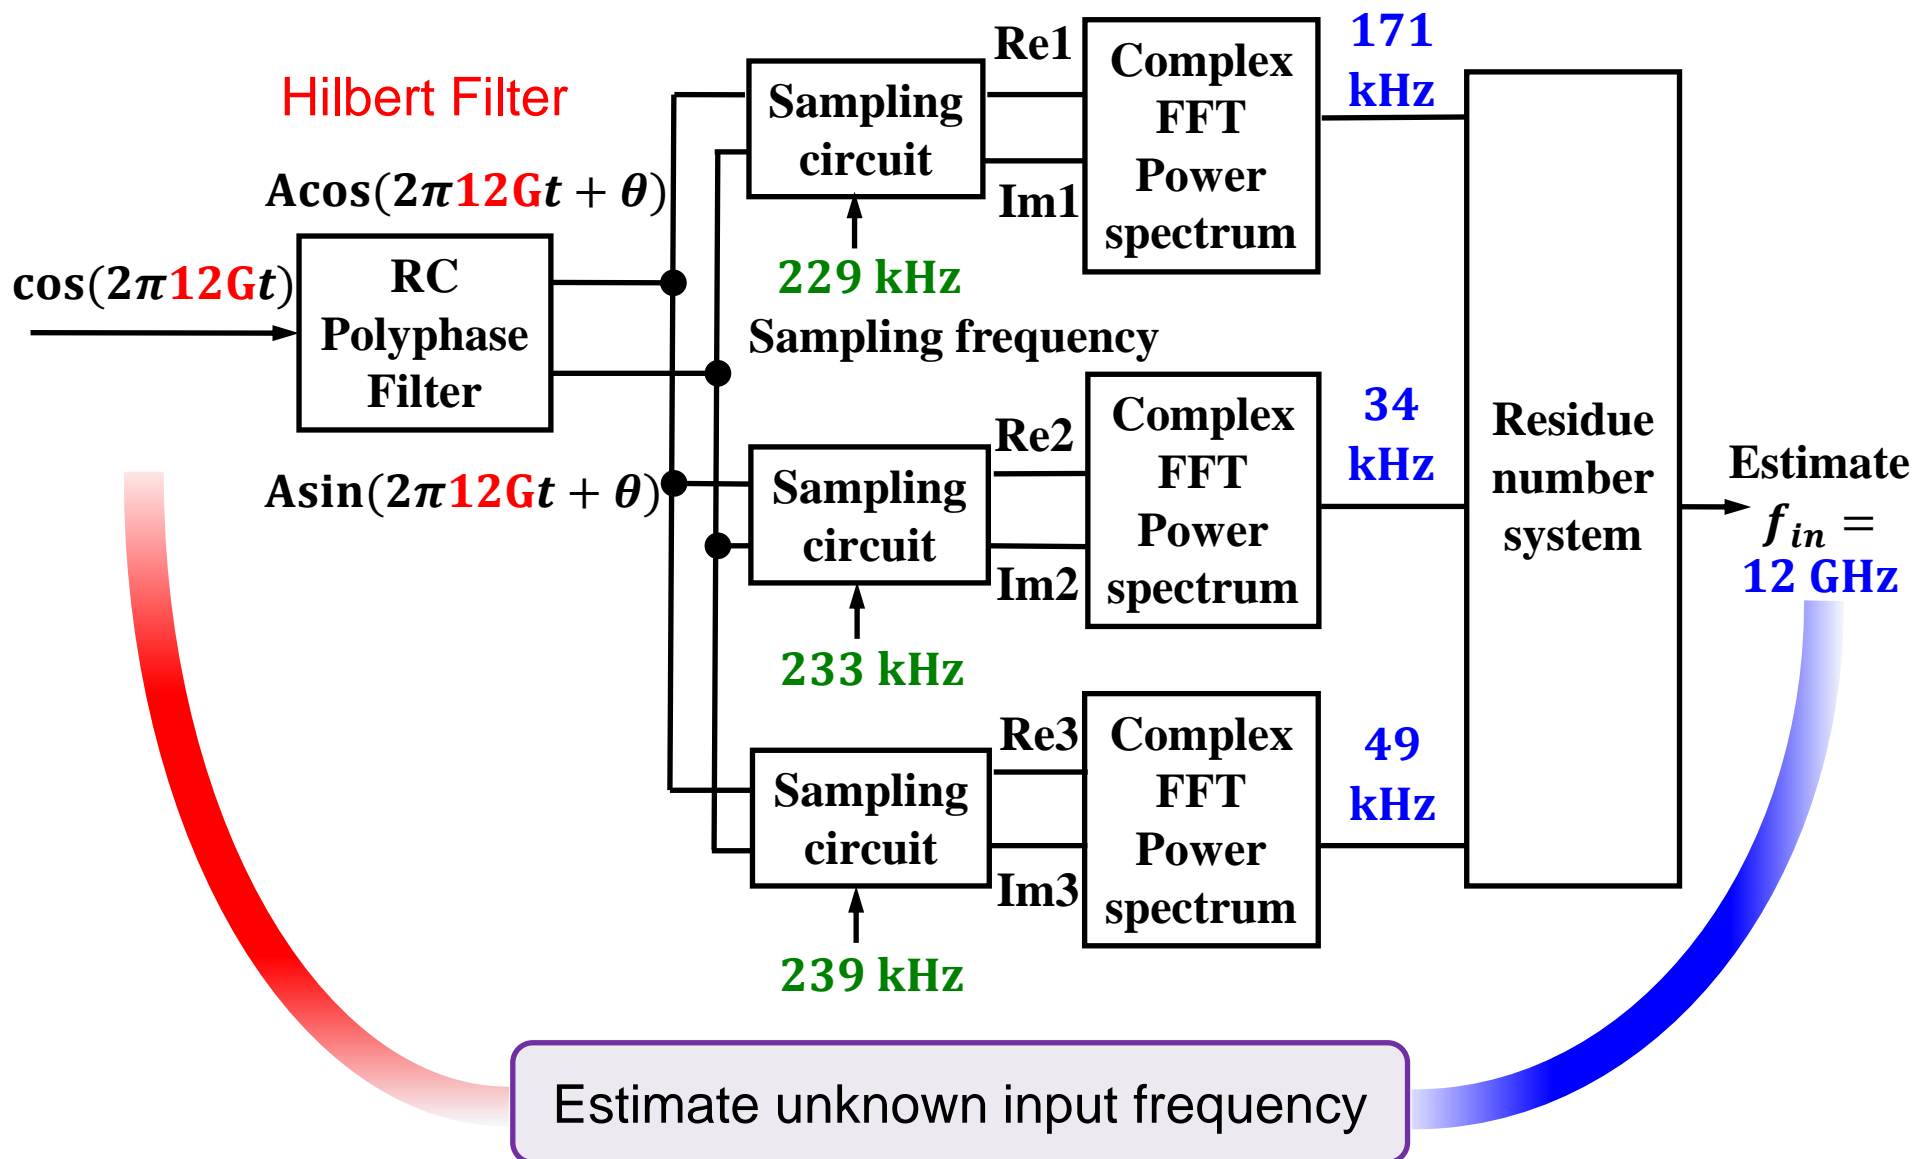 Hilbert Filter
Acos(2π12Gt + θ)
cos(2π12Gt)
RC
Polyphase
Filter
Asin(2π12Gt + θ)
Sampling
circuit
229 kHz
Sampling frequency
Re1
Im1
Complex
FFT
Power
spectrum
171
kHz
Sampling
circuit
233 kHz
Re2
Im2
Complex
FFT
Power
spectrum
34
kHz
Sampling
circuit
239 kHz
Re3
Im3
Complex
FFT
Power
spectrum
49
kHz
Residue
number
system
Estimate
f_in =
12 GHz
Estimate unknown input frequency